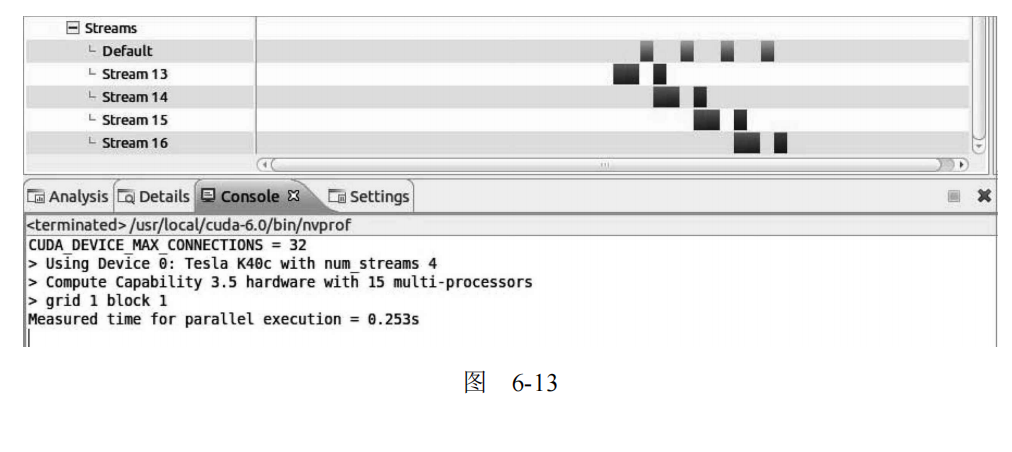 Streams
Default
Stream 13
Stream 14
Stream 15
Stream 16
Analysis Details Console Settings
<terminated> /usr/local/cuda-6.0/bin/nvprof
CUDA_DEVICE_MAX_CONNECTIONS = 32
> Using Device 0: Tesla K40c with num_streams 4
> Compute Capability 3.5 hardware with 15 multi-processors
> grid 1 block 1
Measured time for parallel execution = 0.253s
图 6-13